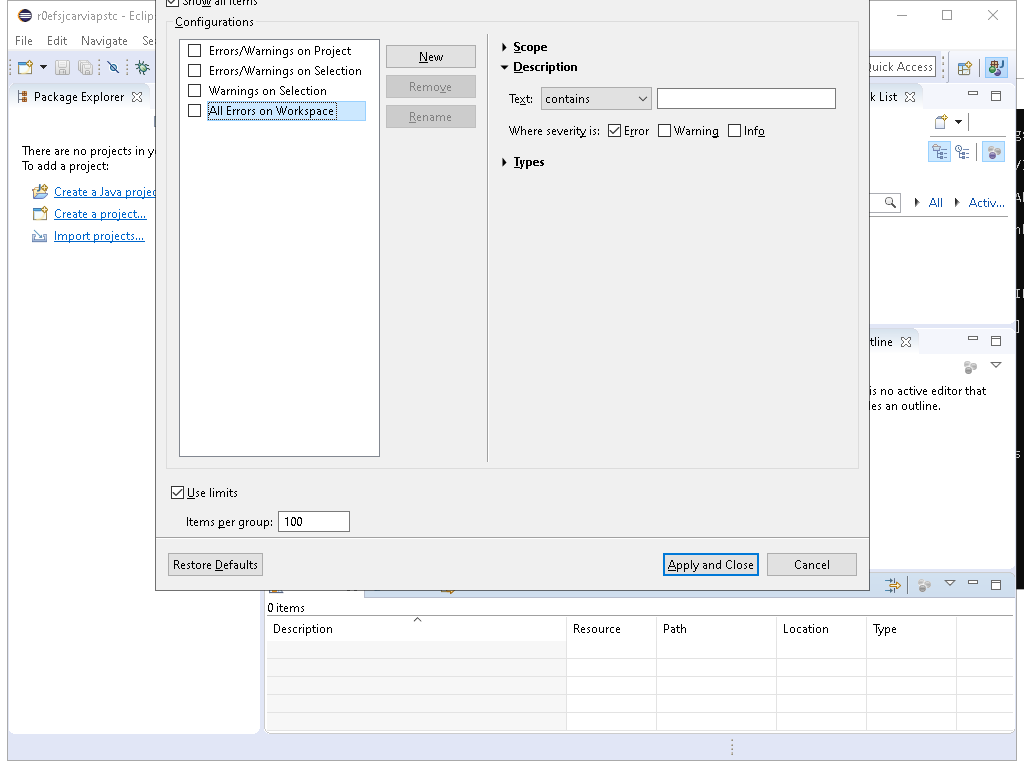 r0efsjcarviapstc - Eclip
Show all items
File Edit Navigate Se
Configurations
Errors/Warnings on Project
Errors/Warnings on Selection
Warnings on Selection
All Errors on Workspace
New
Remove
Rename
Scope
Description
Text: contains
Where severity is: Error Warning Info
Types
Quick Access
Package Explorer
k List
There are no projects in y
To add a project:
Create a Java projec
Create a project...
Import projects...
All Activ...
tline
is no active editor that
les an outline.
Use limits
Items per group: 100
Restore Defaults
Apply and Close
Cancel
0 items
Description Resource Path Location Type